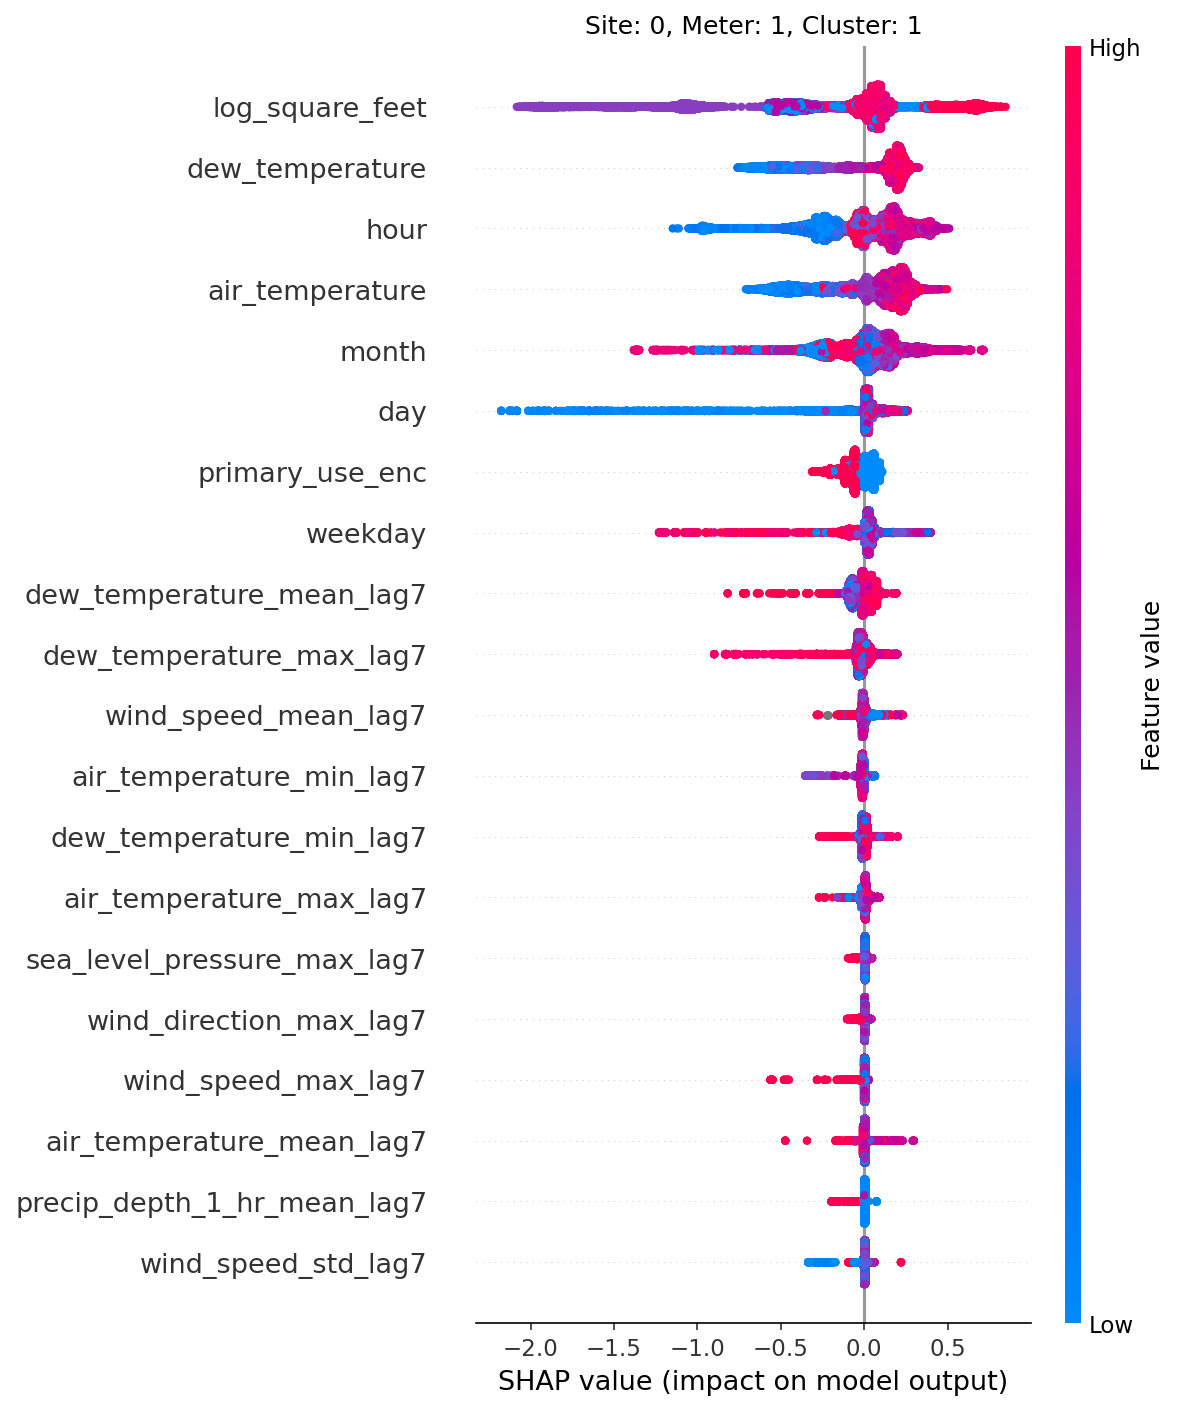 Site: 0, Meter: 1, Cluster: 1
High
log_square_feet
dew_temperature
hour
air_temperature
month
day
primary_use_enc
weekday
dew_temperature_mean_lag7
dew_temperature_max_lag7
wind_speed_mean_lag7
air_temperature_min_lag7
dew_temperature_min_lag7
air_temperature_max_lag7
sea_level_pressure_max_lag7
wind_direction_max_lag7
wind_speed_max_lag7
air_temperature_mean_lag7
precip_depth_1_hr_mean_lag7
wind_speed_std_lag7
Feature value
Low
−2.0 −1.5 −1.0 −0.5 0.0 0.5
SHAP value (impact on model output)